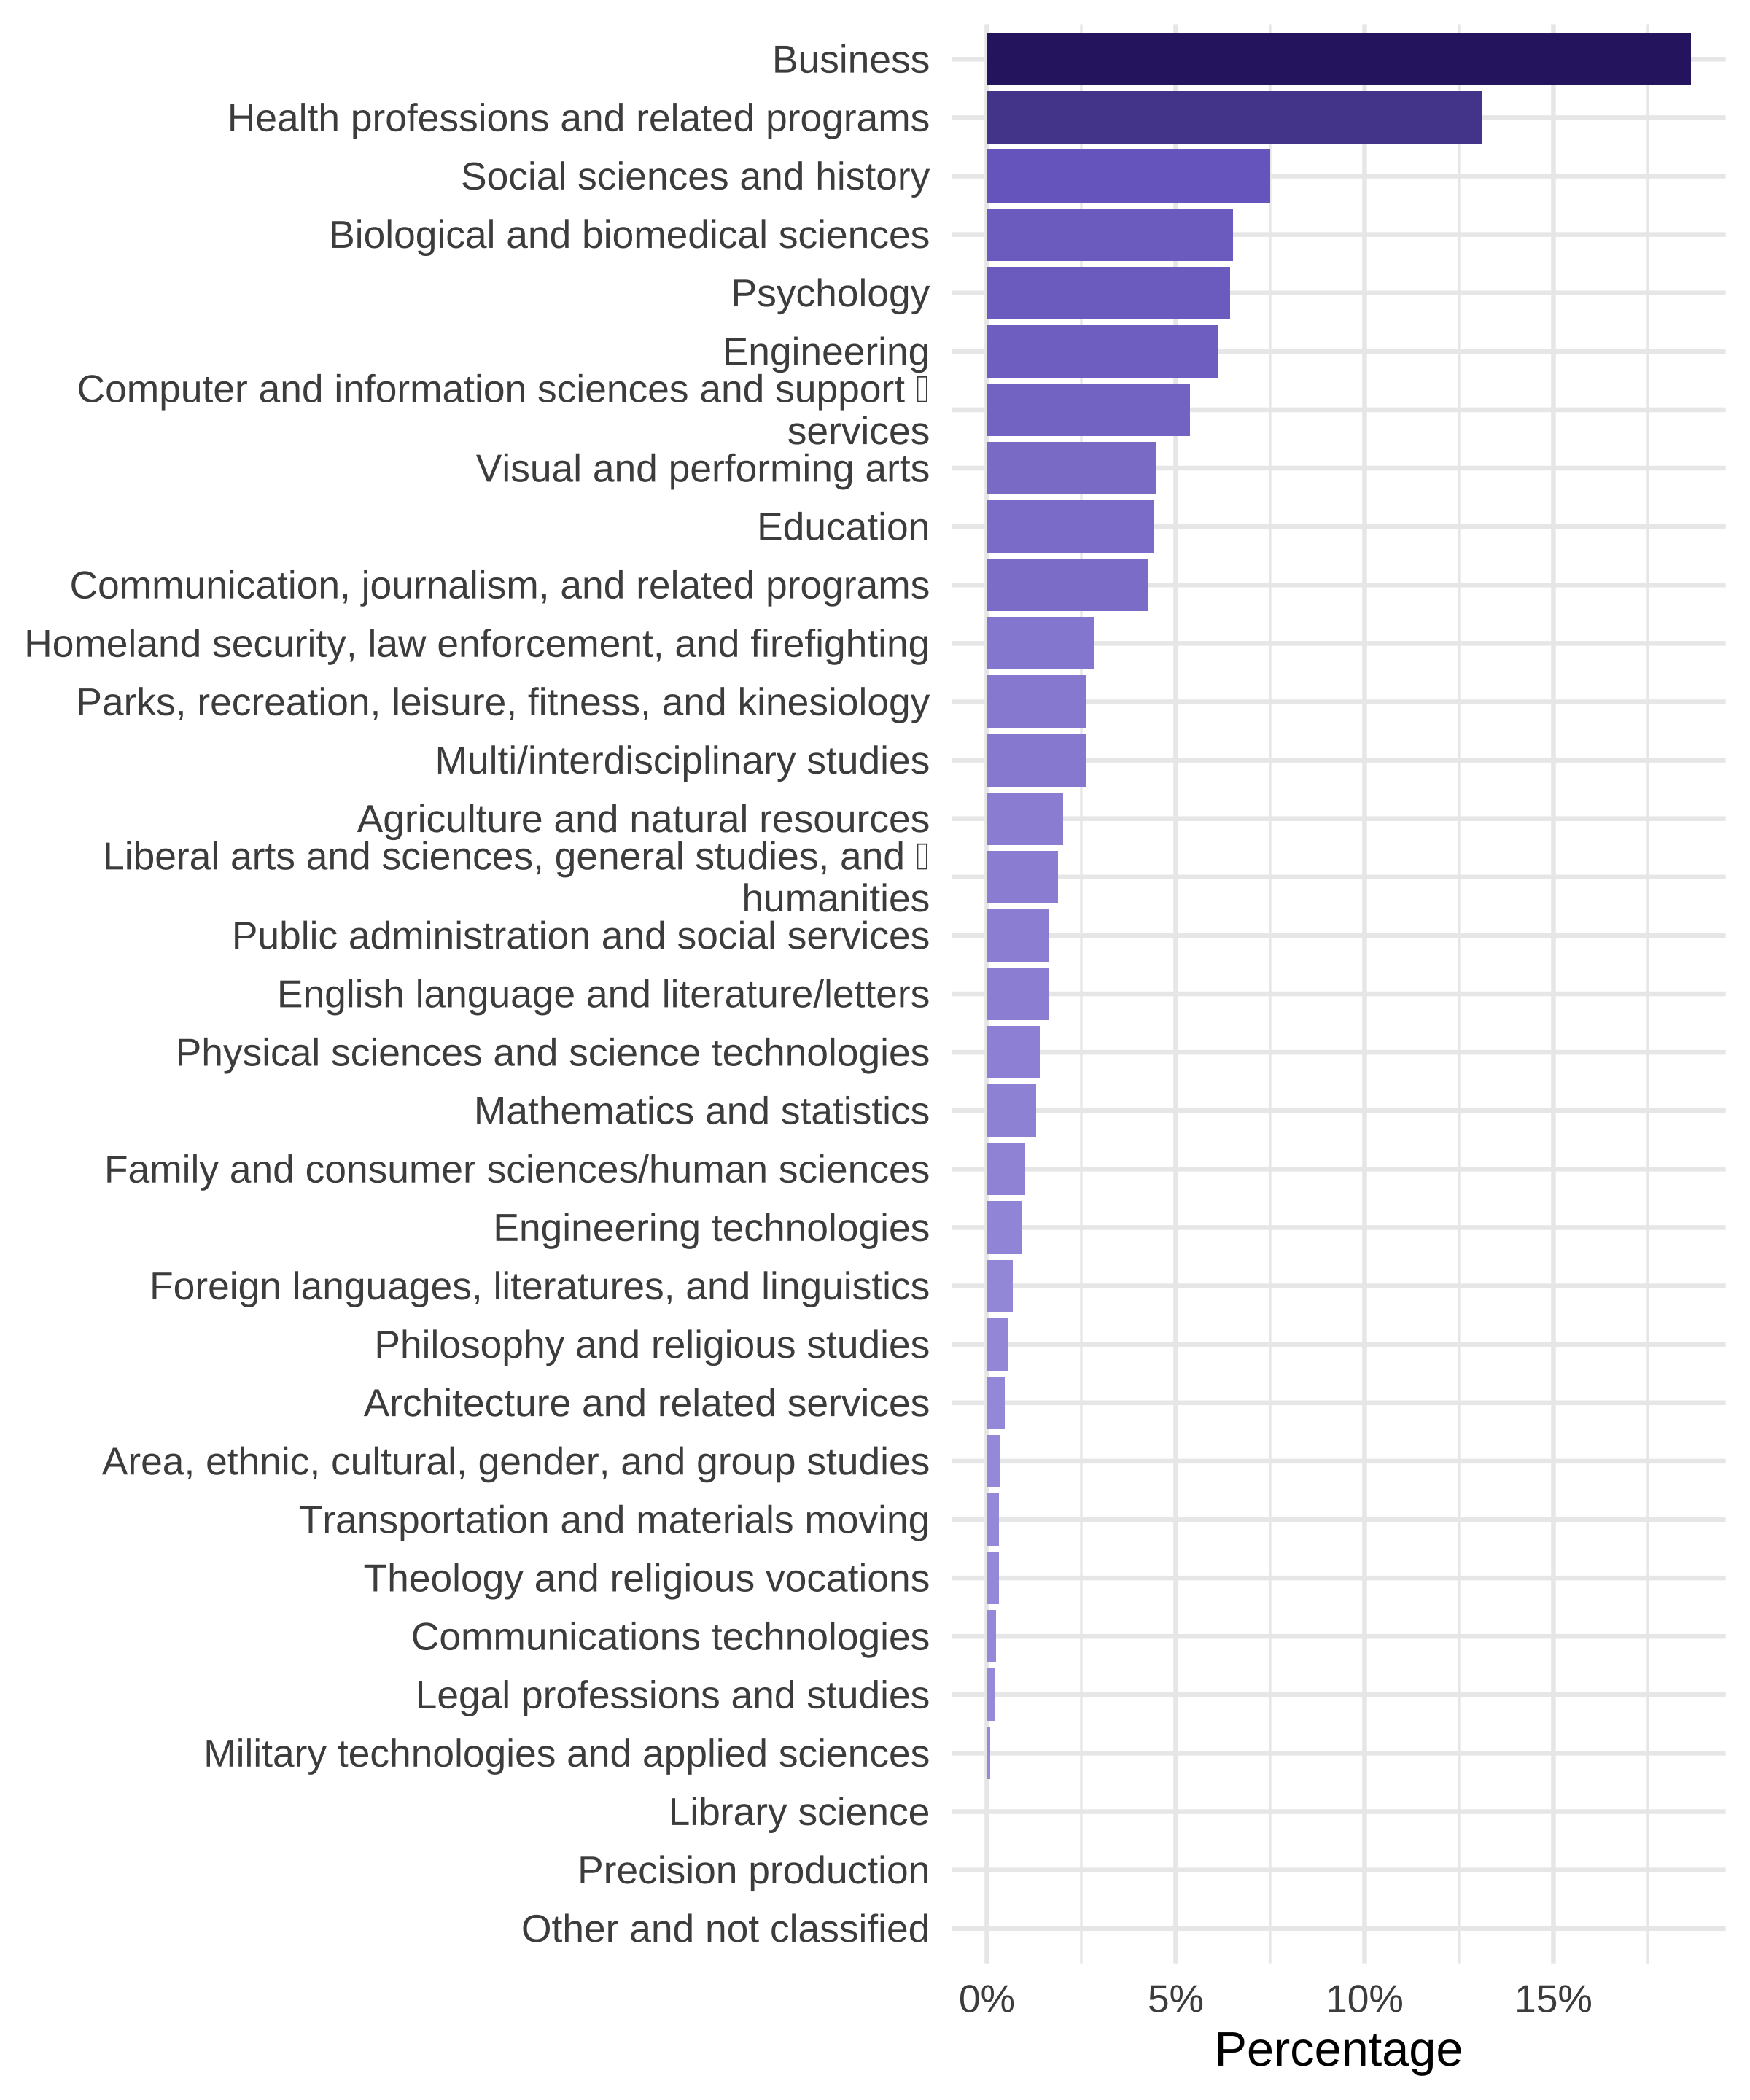 Business
Health professions and related programs
Social sciences and history
Biological and biomedical sciences
Psychology
Engineering
Computer and information sciences and support
services
Visual and performing arts
Education
Communication, journalism, and related programs
Homeland security, law enforcement, and firefighting
Parks, recreation, leisure, fitness, and kinesiology
Multi/interdisciplinary studies
Agriculture and natural resources
Liberal arts and sciences, general studies, and
humanities
Public administration and social services
English language and literature/letters
Physical sciences and science technologies
Mathematics and statistics
Family and consumer sciences/human sciences
Engineering technologies
Foreign languages, literatures, and linguistics
Philosophy and religious studies
Architecture and related services
Area, ethnic, cultural, gender, and group studies
Transportation and materials moving
Theology and religious vocations
Communications technologies
Legal professions and studies
Military technologies and applied sciences
Library science
Precision production
Other and not classified
0% 5% 10% 15%
Percentage